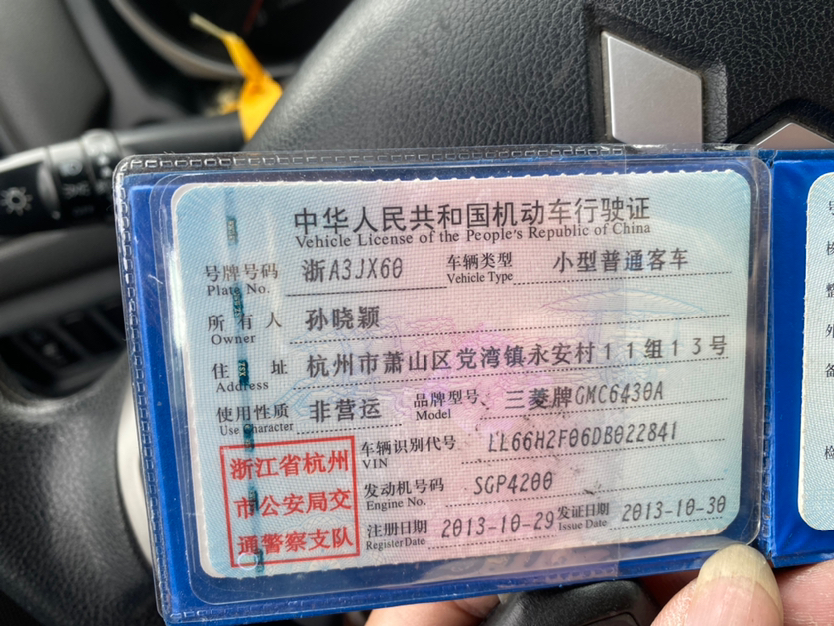 中华人民共和国机动车行驶证
Vehicle License of the People's Republic of China
号牌号码 浙A3JX60 车辆类型 小型普通客车
Plate No. Vehicle Type
所有人 孙晓颖
Owner
住址 杭州市萧山区党湾镇永安村11组13号
Address
使用性质 非营运 品牌型号 三菱牌GMC6430A
Use Character Model
车辆识别代号 LL66H2F06DB022841
VIN
发动机号码 SGP4200
Engine No.
注册日期 2013-10-29 发证日期 2013-10-30
Register Date Issue Date
浙江省杭州
市公安局交
通警察支队